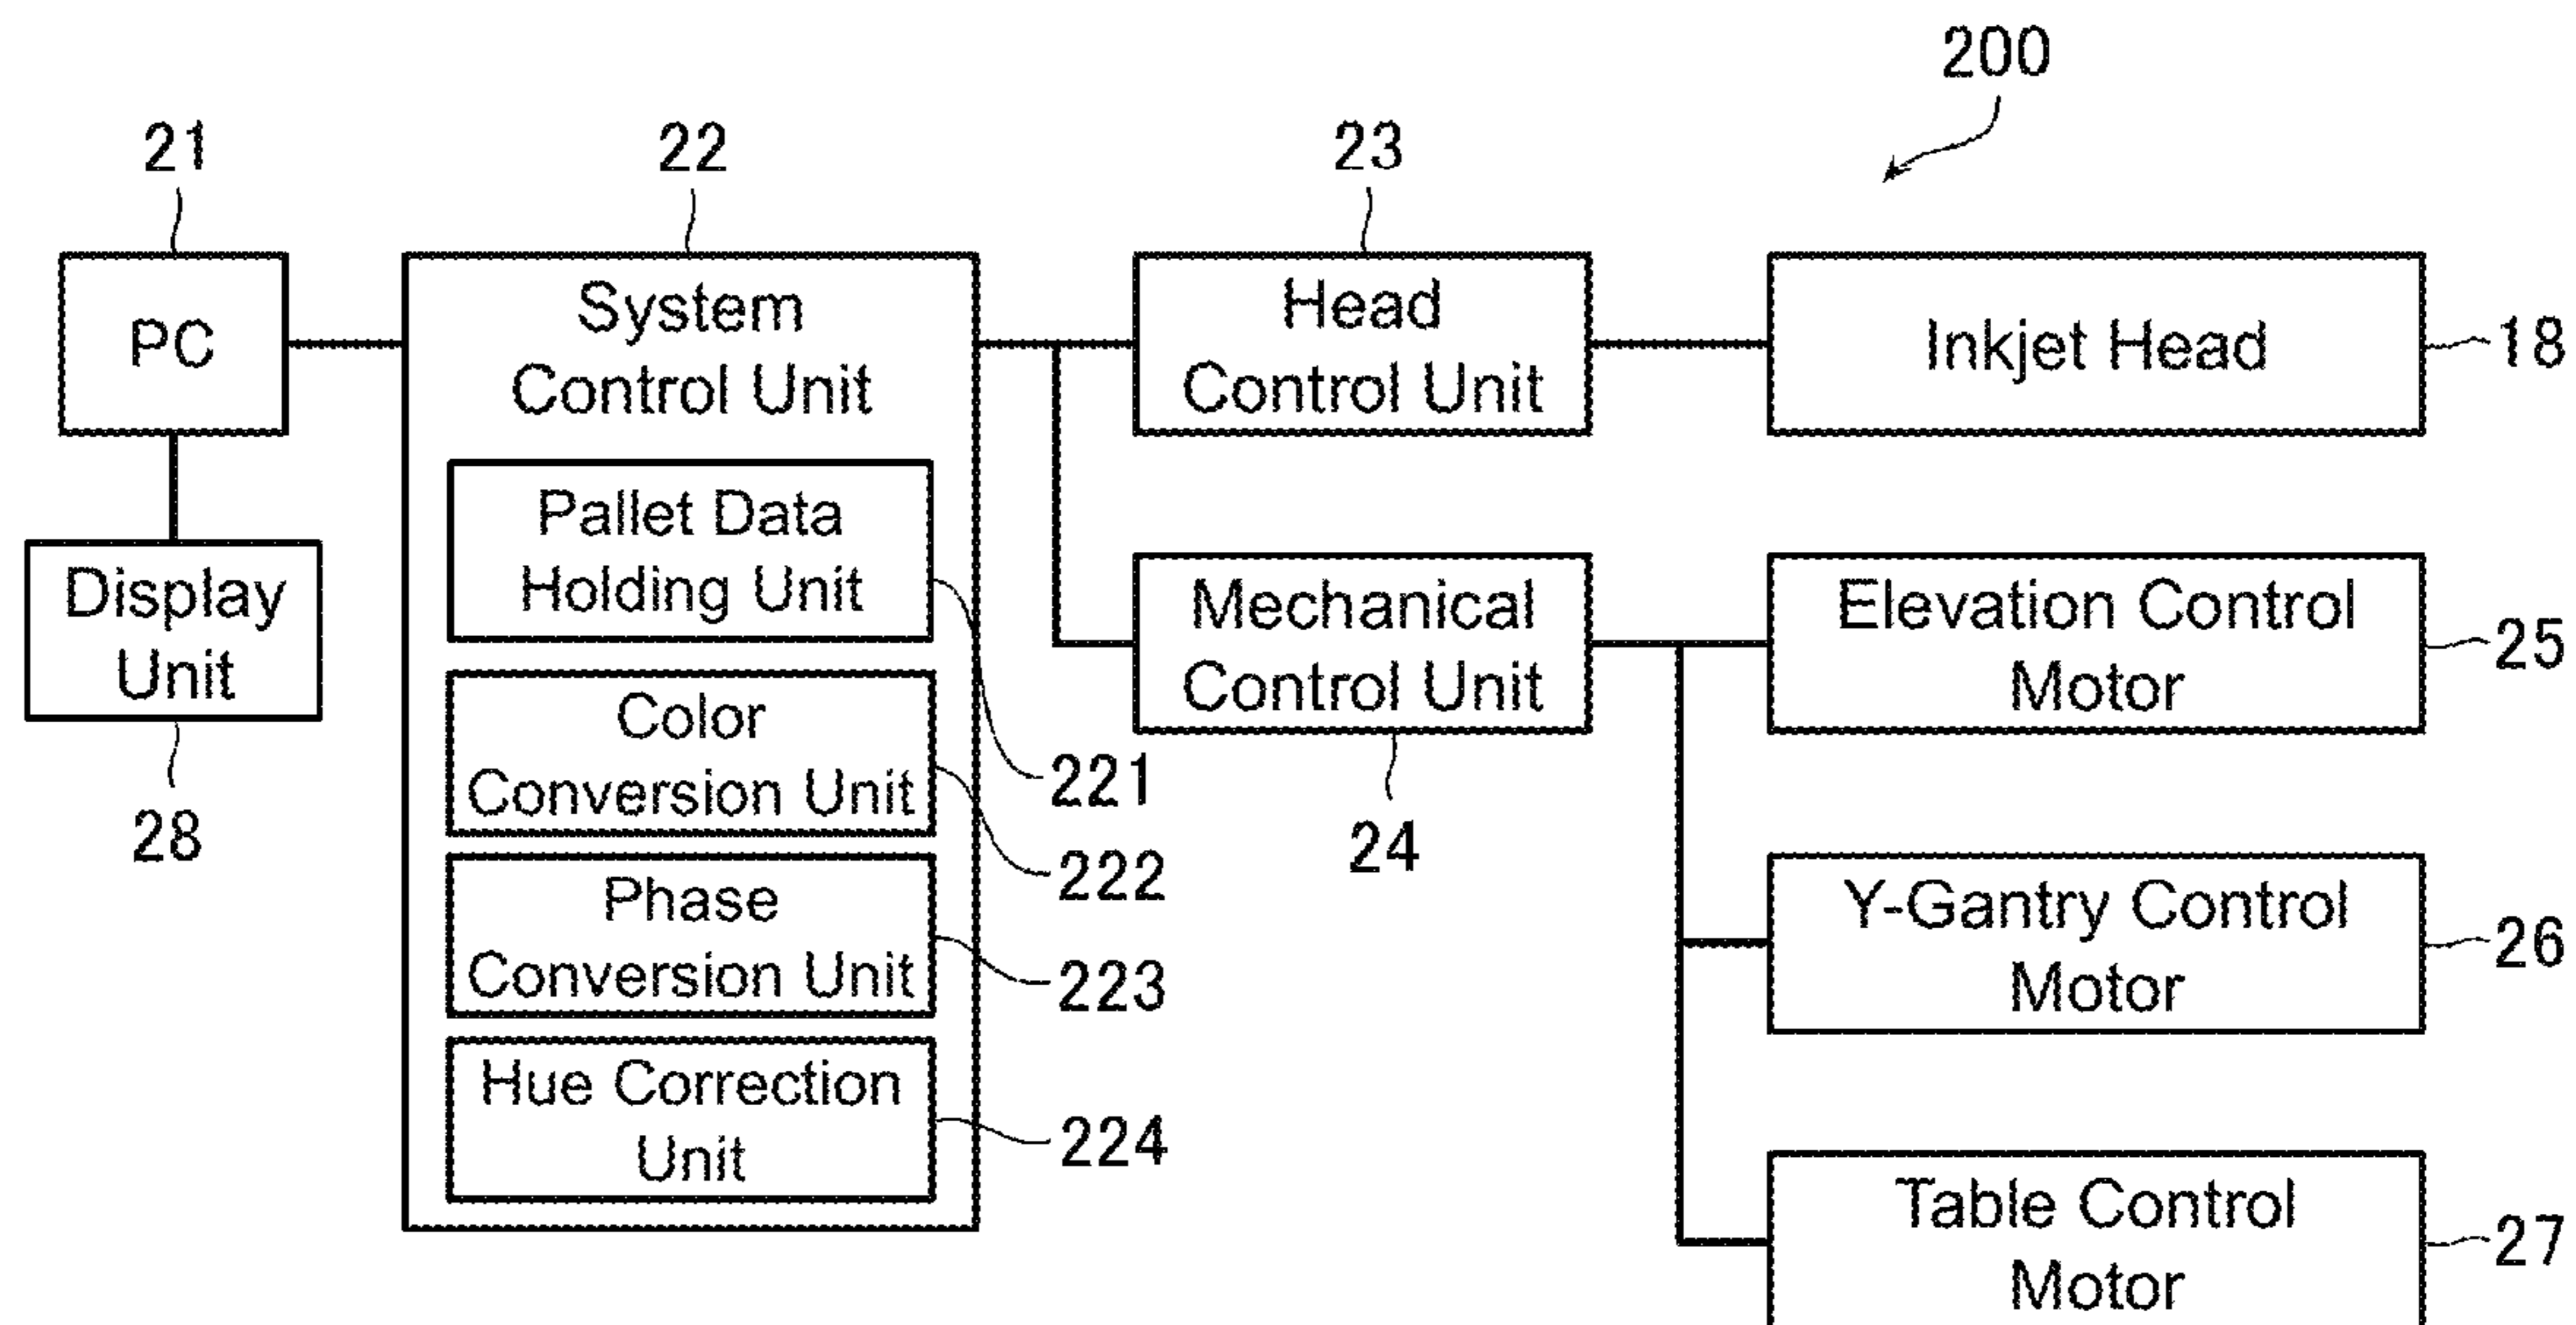 200
21
22
23
PC
System
Control Unit
Head
Control Unit
Inkjet Head
18
Pallet Data
Holding Unit
221
Display
Unit
28
Mechanical
Control Unit
24
Elevation Control
Motor
25
Color
Conversion Unit
222
Phase
Conversion Unit
223
Y-Gantry Control
Motor
26
Hue Correction
Unit
224
Table Control
Motor
27